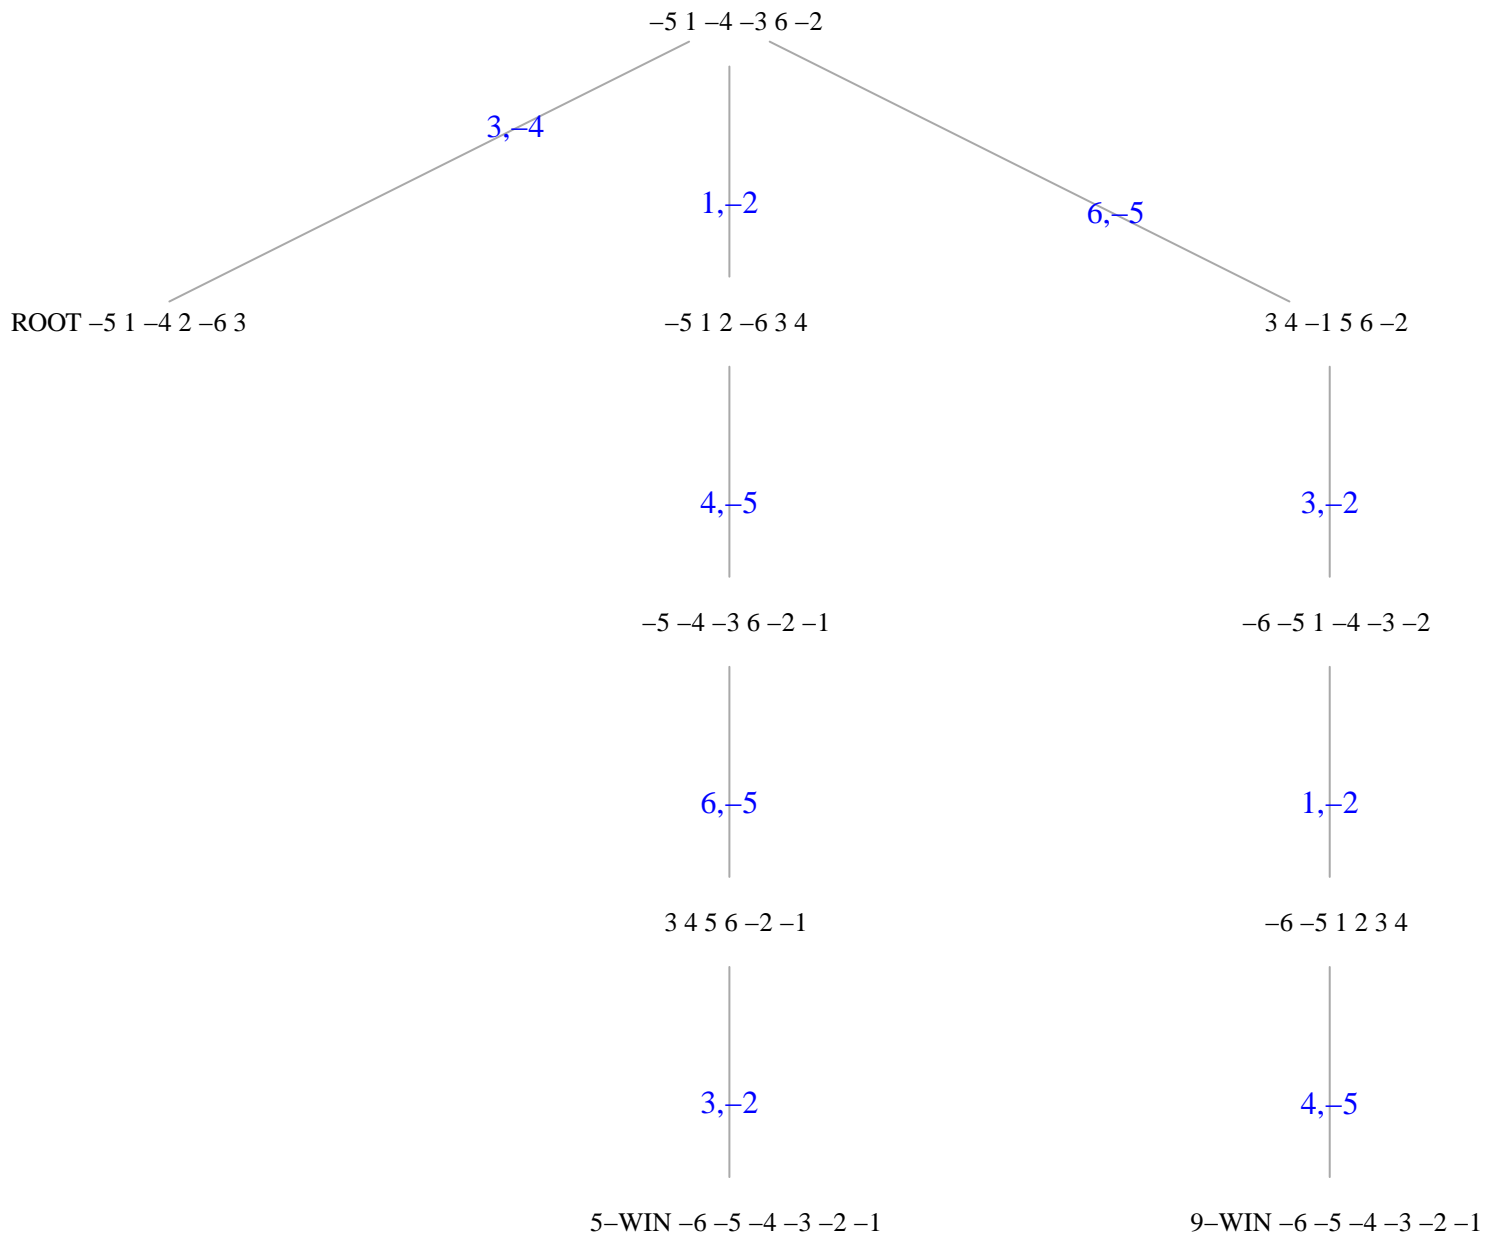 –5 1 –4 –3 6 –2
3,–4
1,–2
6,–5
ROOT –5 1 –4 2 –6 3
–5 1 2 –6 3 4
3 4 –1 5 6 –2
4,–5
3,–2
–5 –4 –3 6 –2 –1
–6 –5 1 –4 –3 –2
6,–5
1,–2
3 4 5 6 –2 –1
–6 –5 1 2 3 4
3,–2
4,–5
5–WIN –6 –5 –4 –3 –2 –1
9–WIN –6 –5 –4 –3 –2 –1